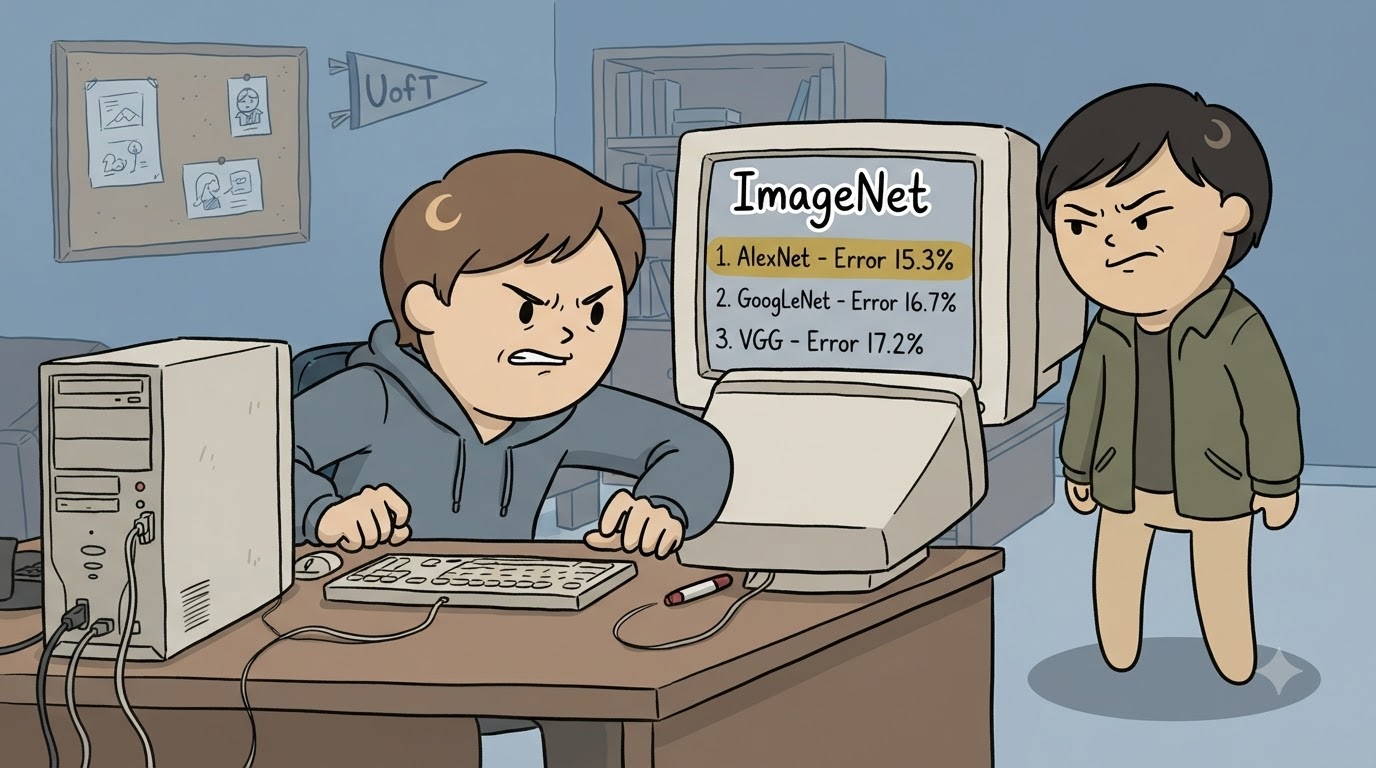 UofT
ImageNet
1. AlexNet - Error 15.3%
2. GoogLeNet - Error 16.7%
3. VGG - Error 17.2%